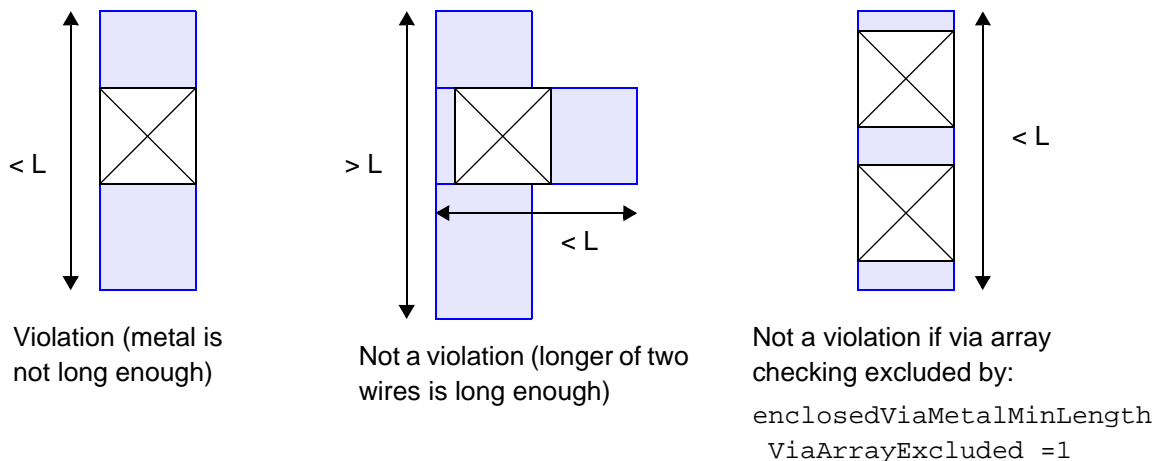 < L
Violation (metal is
not long enough)
> L
< L
Not a violation (longer of two
wires is long enough)
< L
Not a violation if via array
checking excluded by:
enclosedViaMetalMinLength
ViaArrayExcluded =1